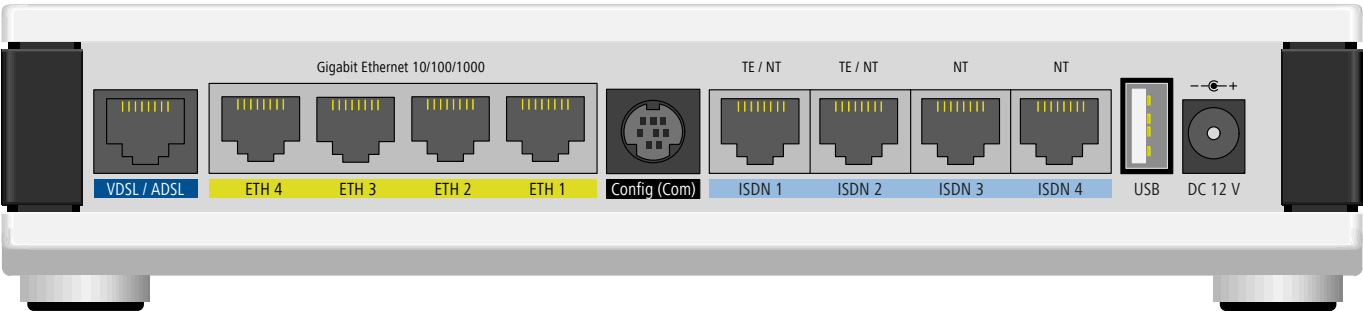 Gigabit Ethernet 10/100/1000
TE / NT
TE / NT
NT
NT
VDSL / ADSL
ETH 4
ETH 3
ETH 2
ETH 1
Config (Com)
ISDN 1
ISDN 2
ISDN 3
ISDN 4
USB
DC 12 V